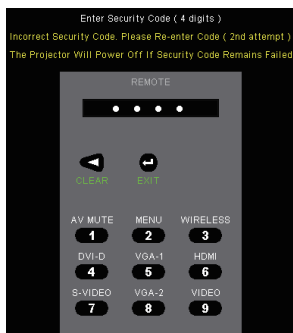 Enter Security Code ( 4 digits )
Incorrect Security Code. Please Re-enter Code ( 2nd attempt )
The Projector Will Power Off If Security Code Remains Failed
REMOTE
CLEAR EXIT
AV MUTE MENU WIRELESS
1 2 3
DVI-D VGA-1 HDMI
4 5 6
S-VIDEO VGA-2 VIDEO
7 8 9